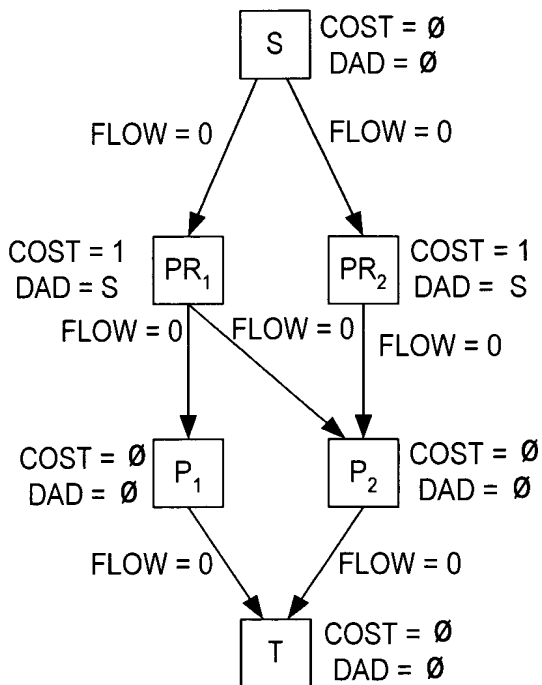 S
COST = Ø
DAD = Ø
FLOW = 0
FLOW = 0
COST = 1
DAD = S
PR1
PR2
COST = 1
DAD = S
FLOW = 0
FLOW = 0
FLOW = 0
COST = Ø
DAD = Ø
P1
P2
COST = Ø
DAD = Ø
FLOW = 0
FLOW = 0
T
COST = Ø
DAD = Ø